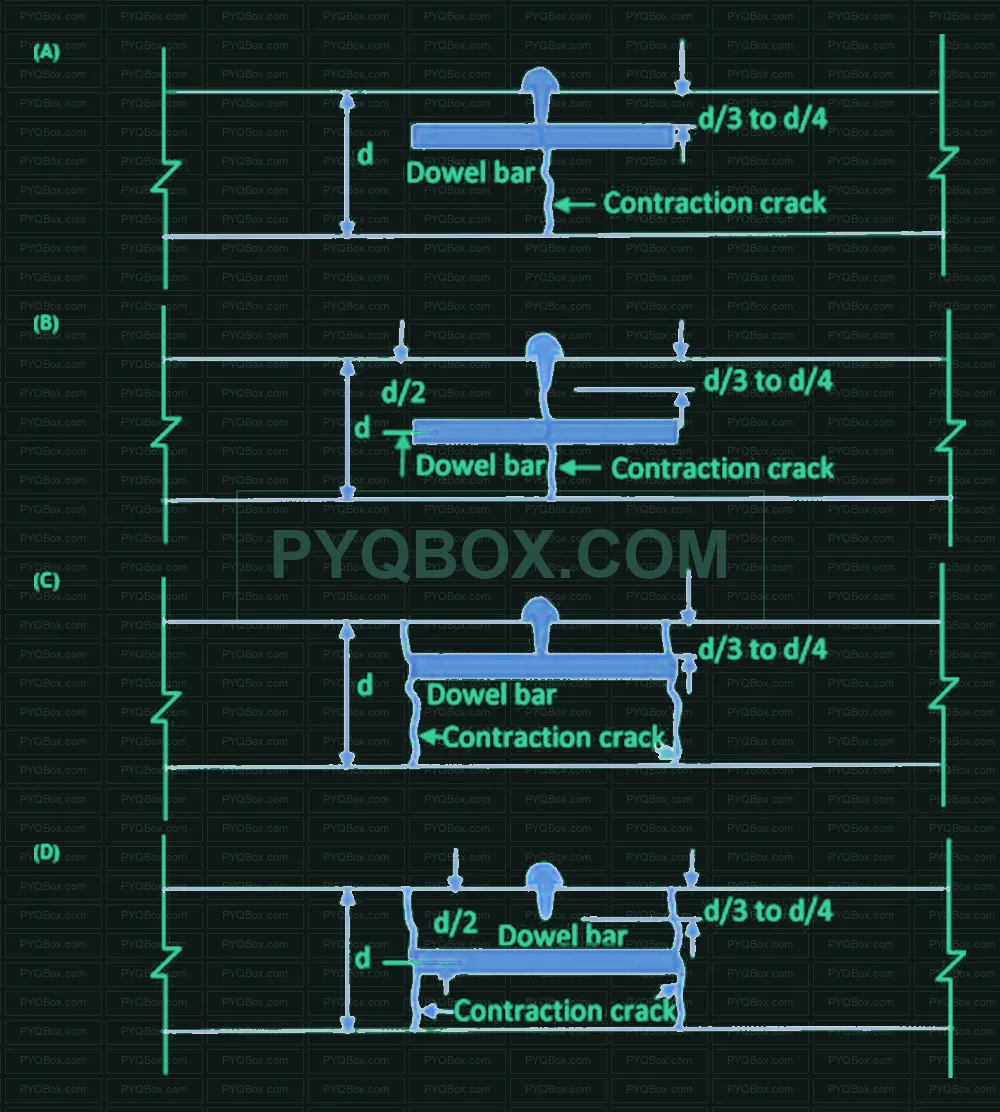 (A)
d/3 to d/4
d
Dowel bar
Contraction crack
(B)
d/3 to d/4
d/2
d
Dowel bar
Contraction crack
PYQBOX.COM
(C)
d/3 to d/4
d
Dowel bar
Contraction crack
(D)
d/3 to d/4
d/2
Dowel bar
d
Contraction crack